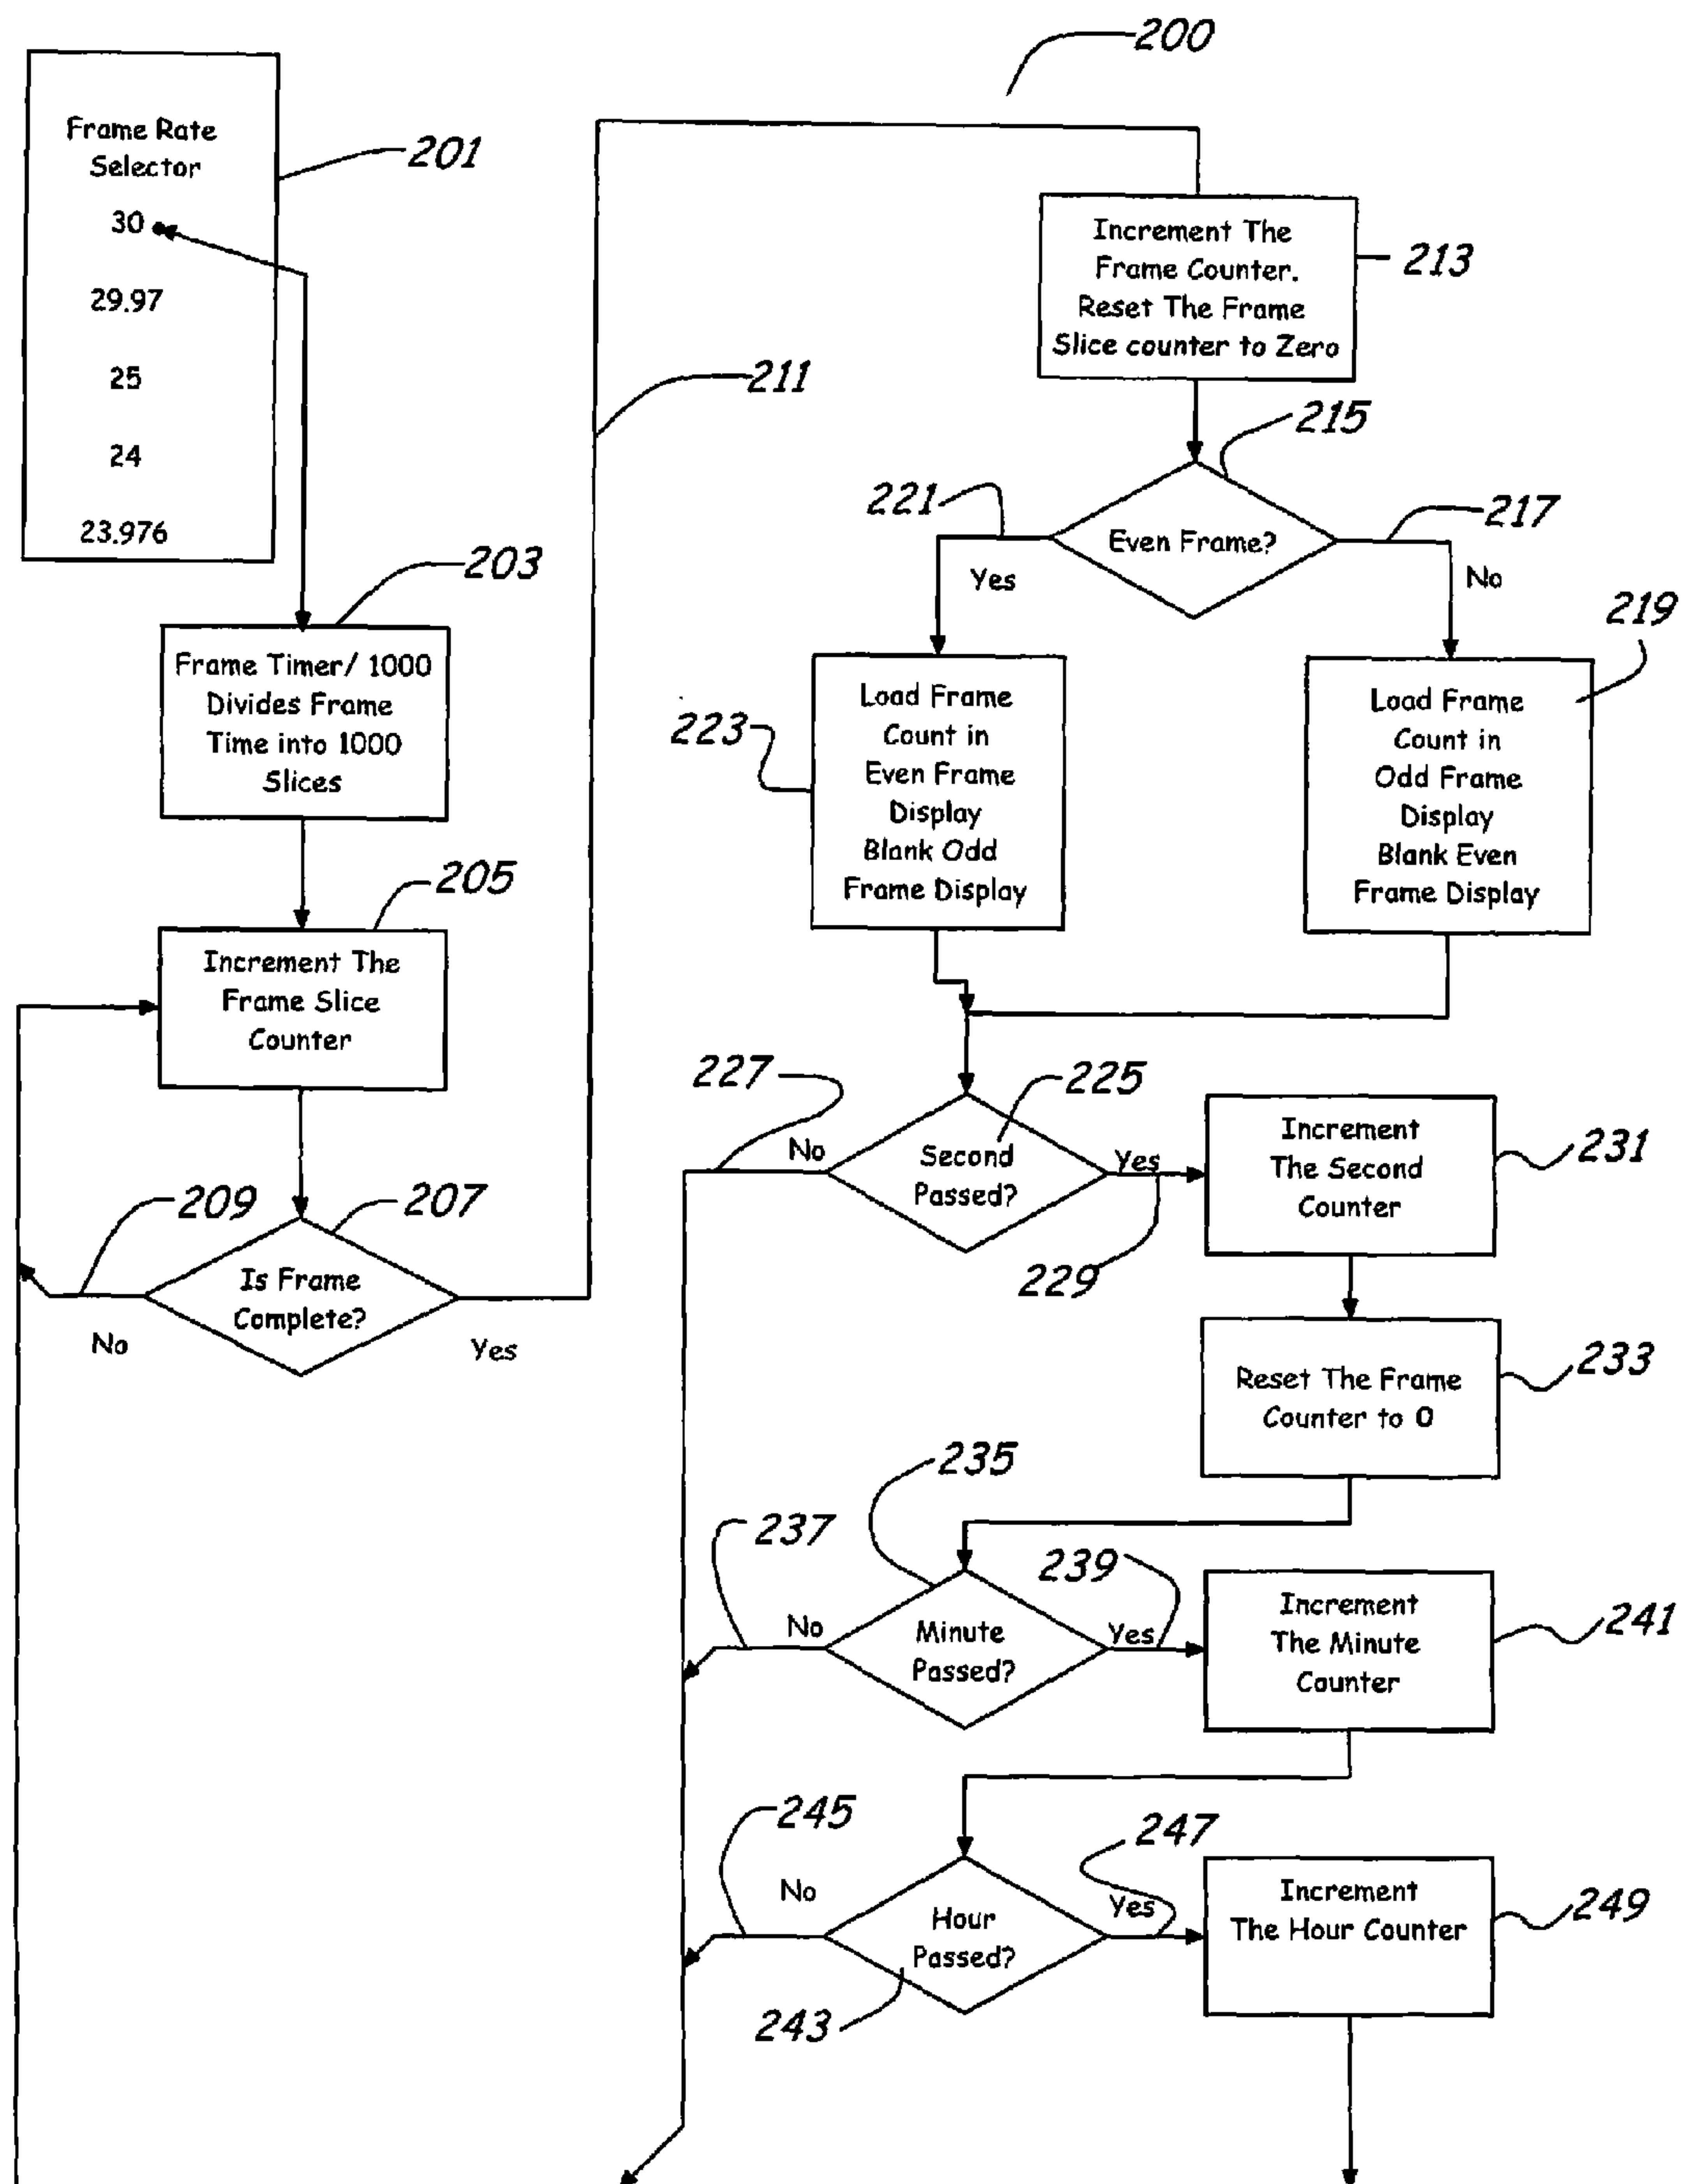 200
Frame Rate
Selector
30
29.97
25
24
23.976
201
203
Frame Timer/ 1000
Divides Frame
Time into 1000
Slices
205
Increment The
Frame Slice
Counter
209
207
Is Frame
Complete?
No
Yes
211
Increment The
Frame Counter.
Reset The Frame
Slice counter to Zero
213
215
221
217
Even Frame?
Yes
No
219
223
Load Frame
Count in
Even Frame
Display
Blank Odd
Frame Display
Load Frame
Count in
Odd Frame
Display
Blank Even
Frame Display
227
225
No
Second
Passed?
Yes
229
Increment
The Second
Counter
231
Reset The Frame
Counter to 0
233
235
237
239
No
Minute
Passed?
Yes
Increment
The Minute
Counter
241
245
247
No
Hour
Passed?
Yes
243
Increment
The Hour Counter
249